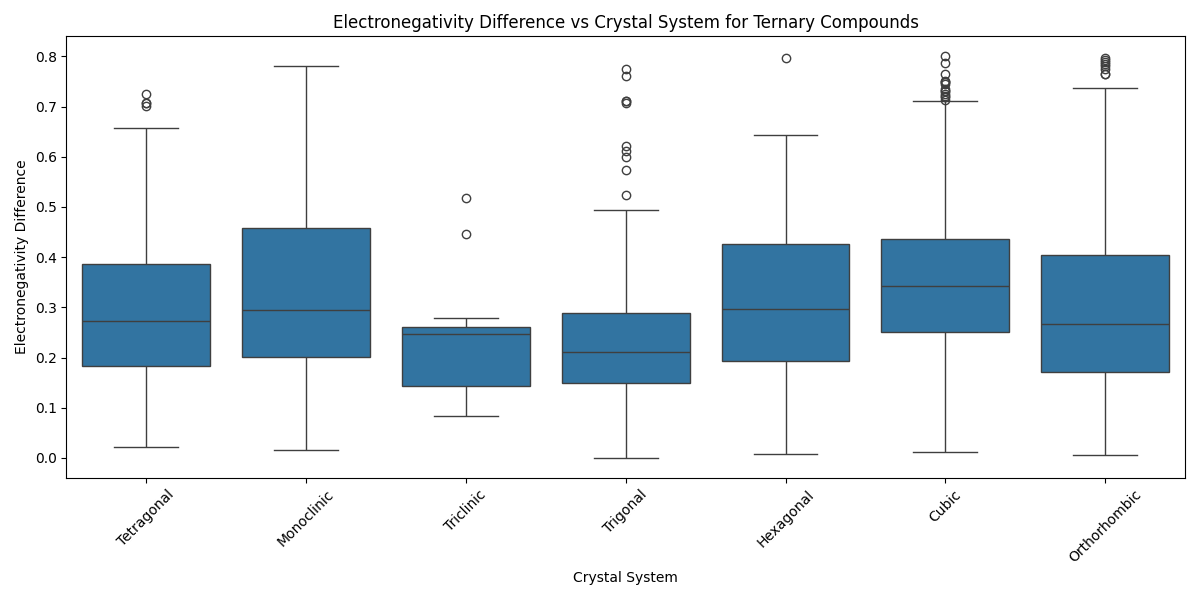 Electronegativity Difference vs Crystal System for Ternary Compounds
Electronegativity Difference
0.8
0.7
0.6
0.5
0.4
0.3
0.2
0.1
0.0
Tetragonal
Monoclinic
Triclinic
Trigonal
Hexagonal
Cubic
Orthorhombic
Crystal System